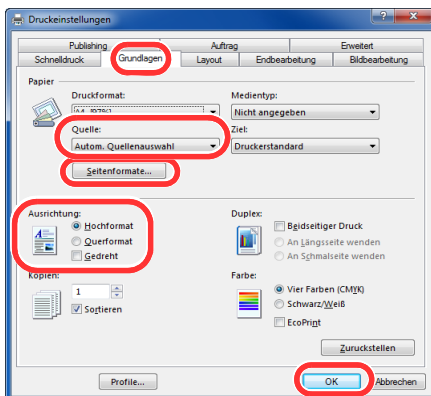 Druckeinstellungen
Publishing Auftrag Erweitert
Schnelldruck Grundlagen Layout Endbearbeitung Bildbearbeitung
Papier
Druckformat: Medientyp:
Nicht angegeben
Quelle: Ziel:
Autom. Quellenauswahl Druckerstandard
Seitenformate...
Ausrichtung: Duplex:
Hochformat Beidseitiger Druck
Querformat An Längsseite wenden
Gedreht An Schmalseite wenden
Kopien: Farbe:
1 Vier Farben (CMYK)
Sortieren Schwarz/Weiß
EcoPrint
Zuruckstellen
Profile... OK Abbrechen